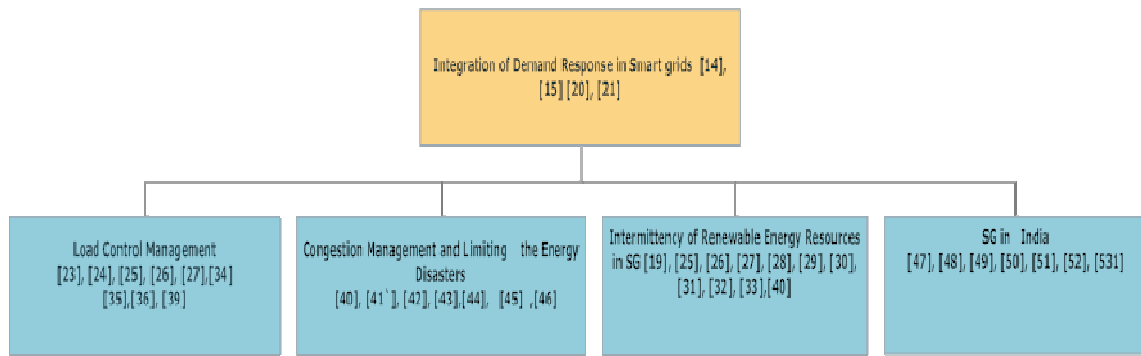 Integration of Demand Response in Smart grids [14],
[15] [20], [21]
Load Control Management
[23], [24], [25], [26], [27],[34]
[35],[36], [39]
Congestion Management and Limiting the Energy
Disasters
[40], [41`], [42], [43],[44], [45] ,[46]
Intermittency of Renewable Energy Resources
in SG [19], [25], [26], [27], [28], [29], [30],
[31], [32], [33],[40]
SG in India
[47], [48], [49], [50], [51], [52], [531]